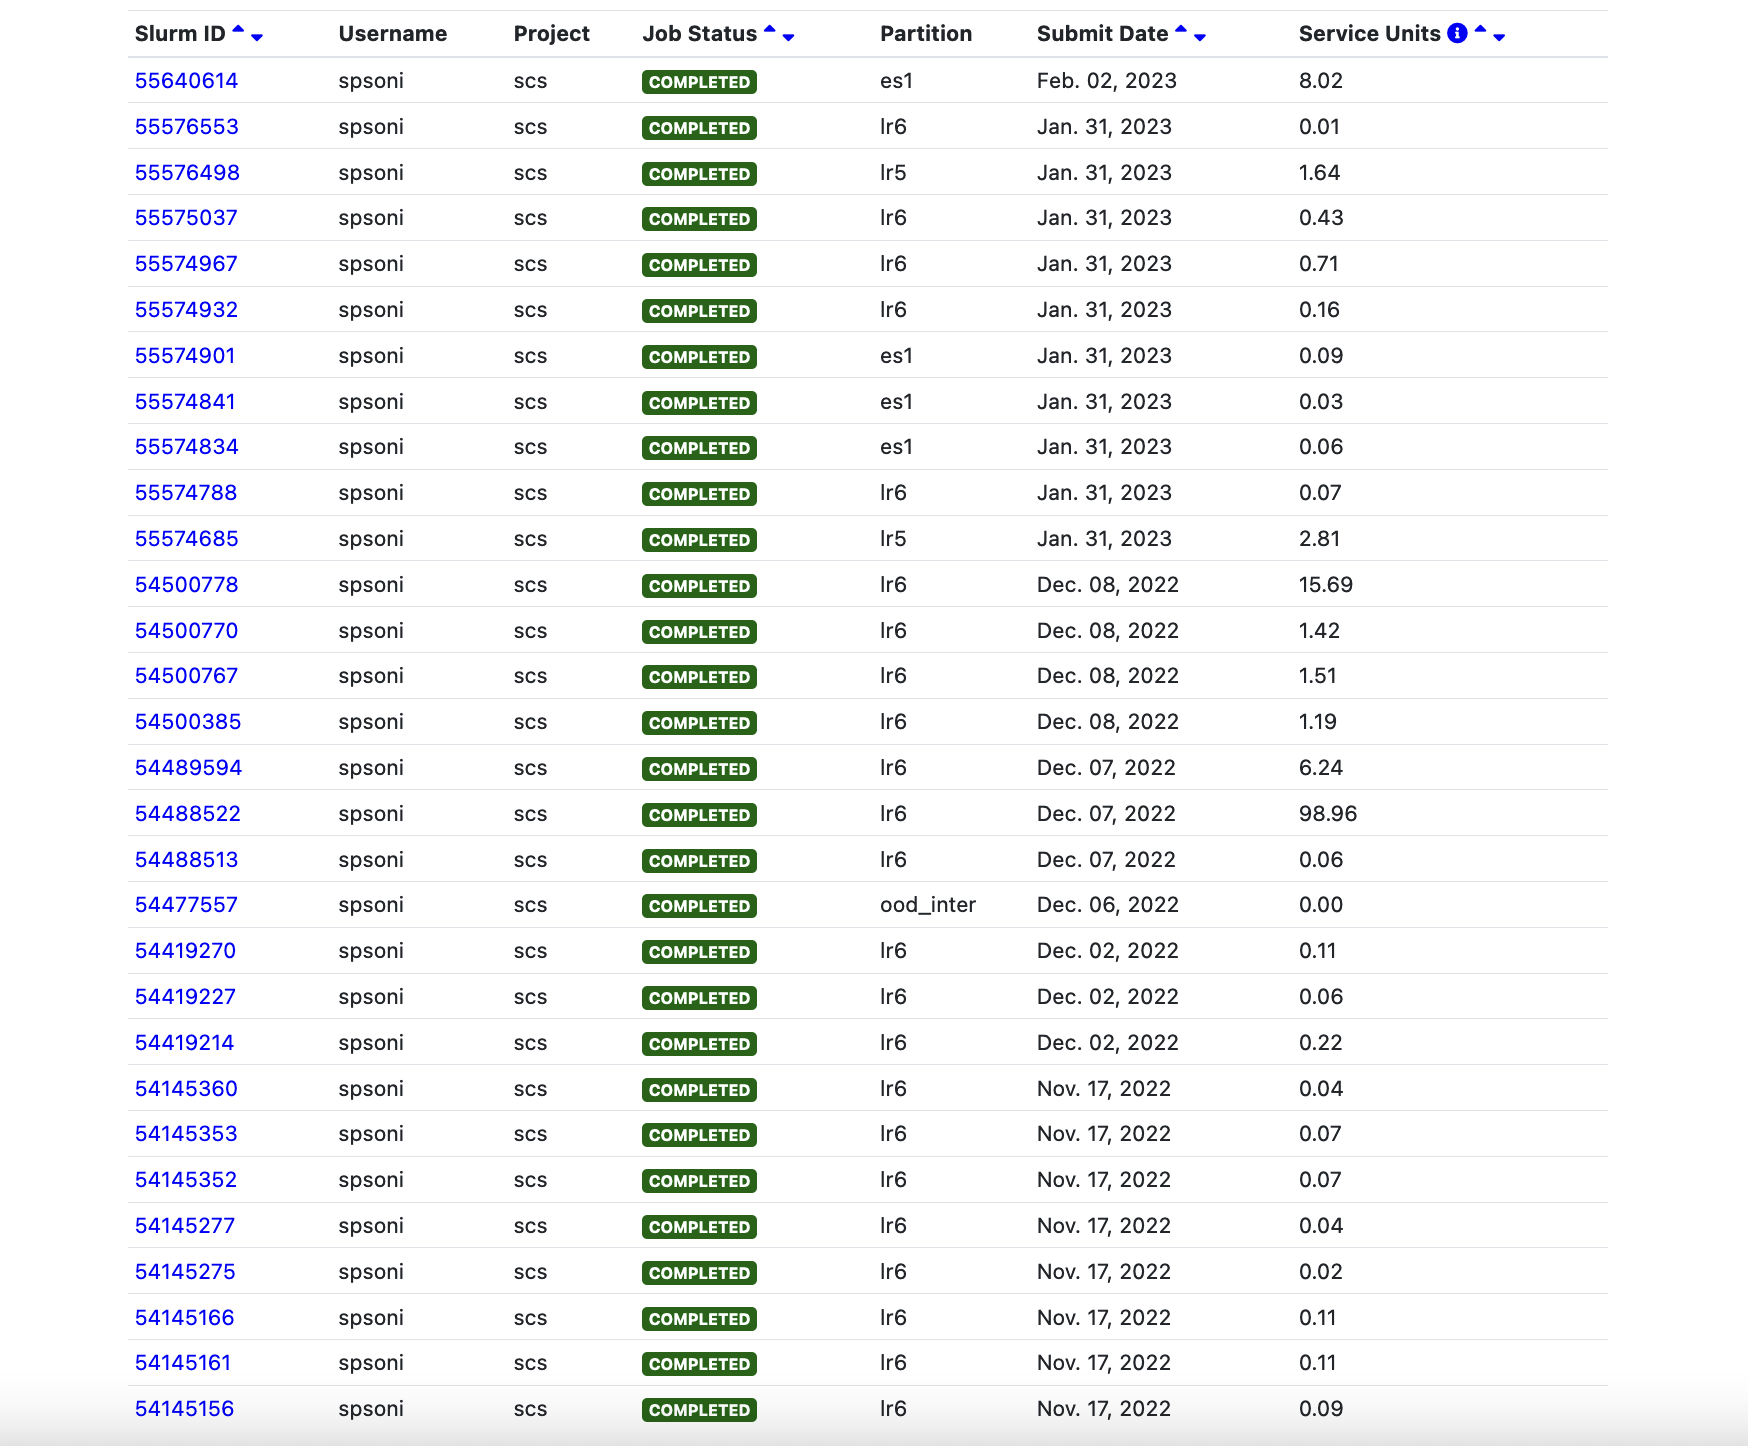 Slurm ID Username Project Job Status Partition Submit Date Service Units
55640614 spsoni scs COMPLETED es1 Feb. 02, 2023 8.02
55576553 spsoni scs COMPLETED lr6 Jan. 31, 2023 0.01
55576498 spsoni scs COMPLETED lr5 Jan. 31, 2023 1.64
55575037 spsoni scs COMPLETED lr6 Jan. 31, 2023 0.43
55574967 spsoni scs COMPLETED lr6 Jan. 31, 2023 0.71
55574932 spsoni scs COMPLETED lr6 Jan. 31, 2023 0.16
55574901 spsoni scs COMPLETED es1 Jan. 31, 2023 0.09
55574841 spsoni scs COMPLETED es1 Jan. 31, 2023 0.03
55574834 spsoni scs COMPLETED es1 Jan. 31, 2023 0.06
55574788 spsoni scs COMPLETED lr6 Jan. 31, 2023 0.07
55574685 spsoni scs COMPLETED lr5 Jan. 31, 2023 2.81
54500778 spsoni scs COMPLETED lr6 Dec. 08, 2022 15.69
54500770 spsoni scs COMPLETED lr6 Dec. 08, 2022 1.42
54500767 spsoni scs COMPLETED lr6 Dec. 08, 2022 1.51
54500385 spsoni scs COMPLETED lr6 Dec. 08, 2022 1.19
54489594 spsoni scs COMPLETED lr6 Dec. 07, 2022 6.24
54488522 spsoni scs COMPLETED lr6 Dec. 07, 2022 98.96
54488513 spsoni scs COMPLETED lr6 Dec. 07, 2022 0.06
54477557 spsoni scs COMPLETED ood_inter Dec. 06, 2022 0.00
54419270 spsoni scs COMPLETED lr6 Dec. 02, 2022 0.11
54419227 spsoni scs COMPLETED lr6 Dec. 02, 2022 0.06
54419214 spsoni scs COMPLETED lr6 Dec. 02, 2022 0.22
54145360 spsoni scs COMPLETED lr6 Nov. 17, 2022 0.04
54145353 spsoni scs COMPLETED lr6 Nov. 17, 2022 0.07
54145352 spsoni scs COMPLETED lr6 Nov. 17, 2022 0.07
54145277 spsoni scs COMPLETED lr6 Nov. 17, 2022 0.04
54145275 spsoni scs COMPLETED lr6 Nov. 17, 2022 0.02
54145166 spsoni scs COMPLETED lr6 Nov. 17, 2022 0.11
54145161 spsoni scs COMPLETED lr6 Nov. 17, 2022 0.11
54145156 spsoni scs COMPLETED lr6 Nov. 17, 2022 0.09